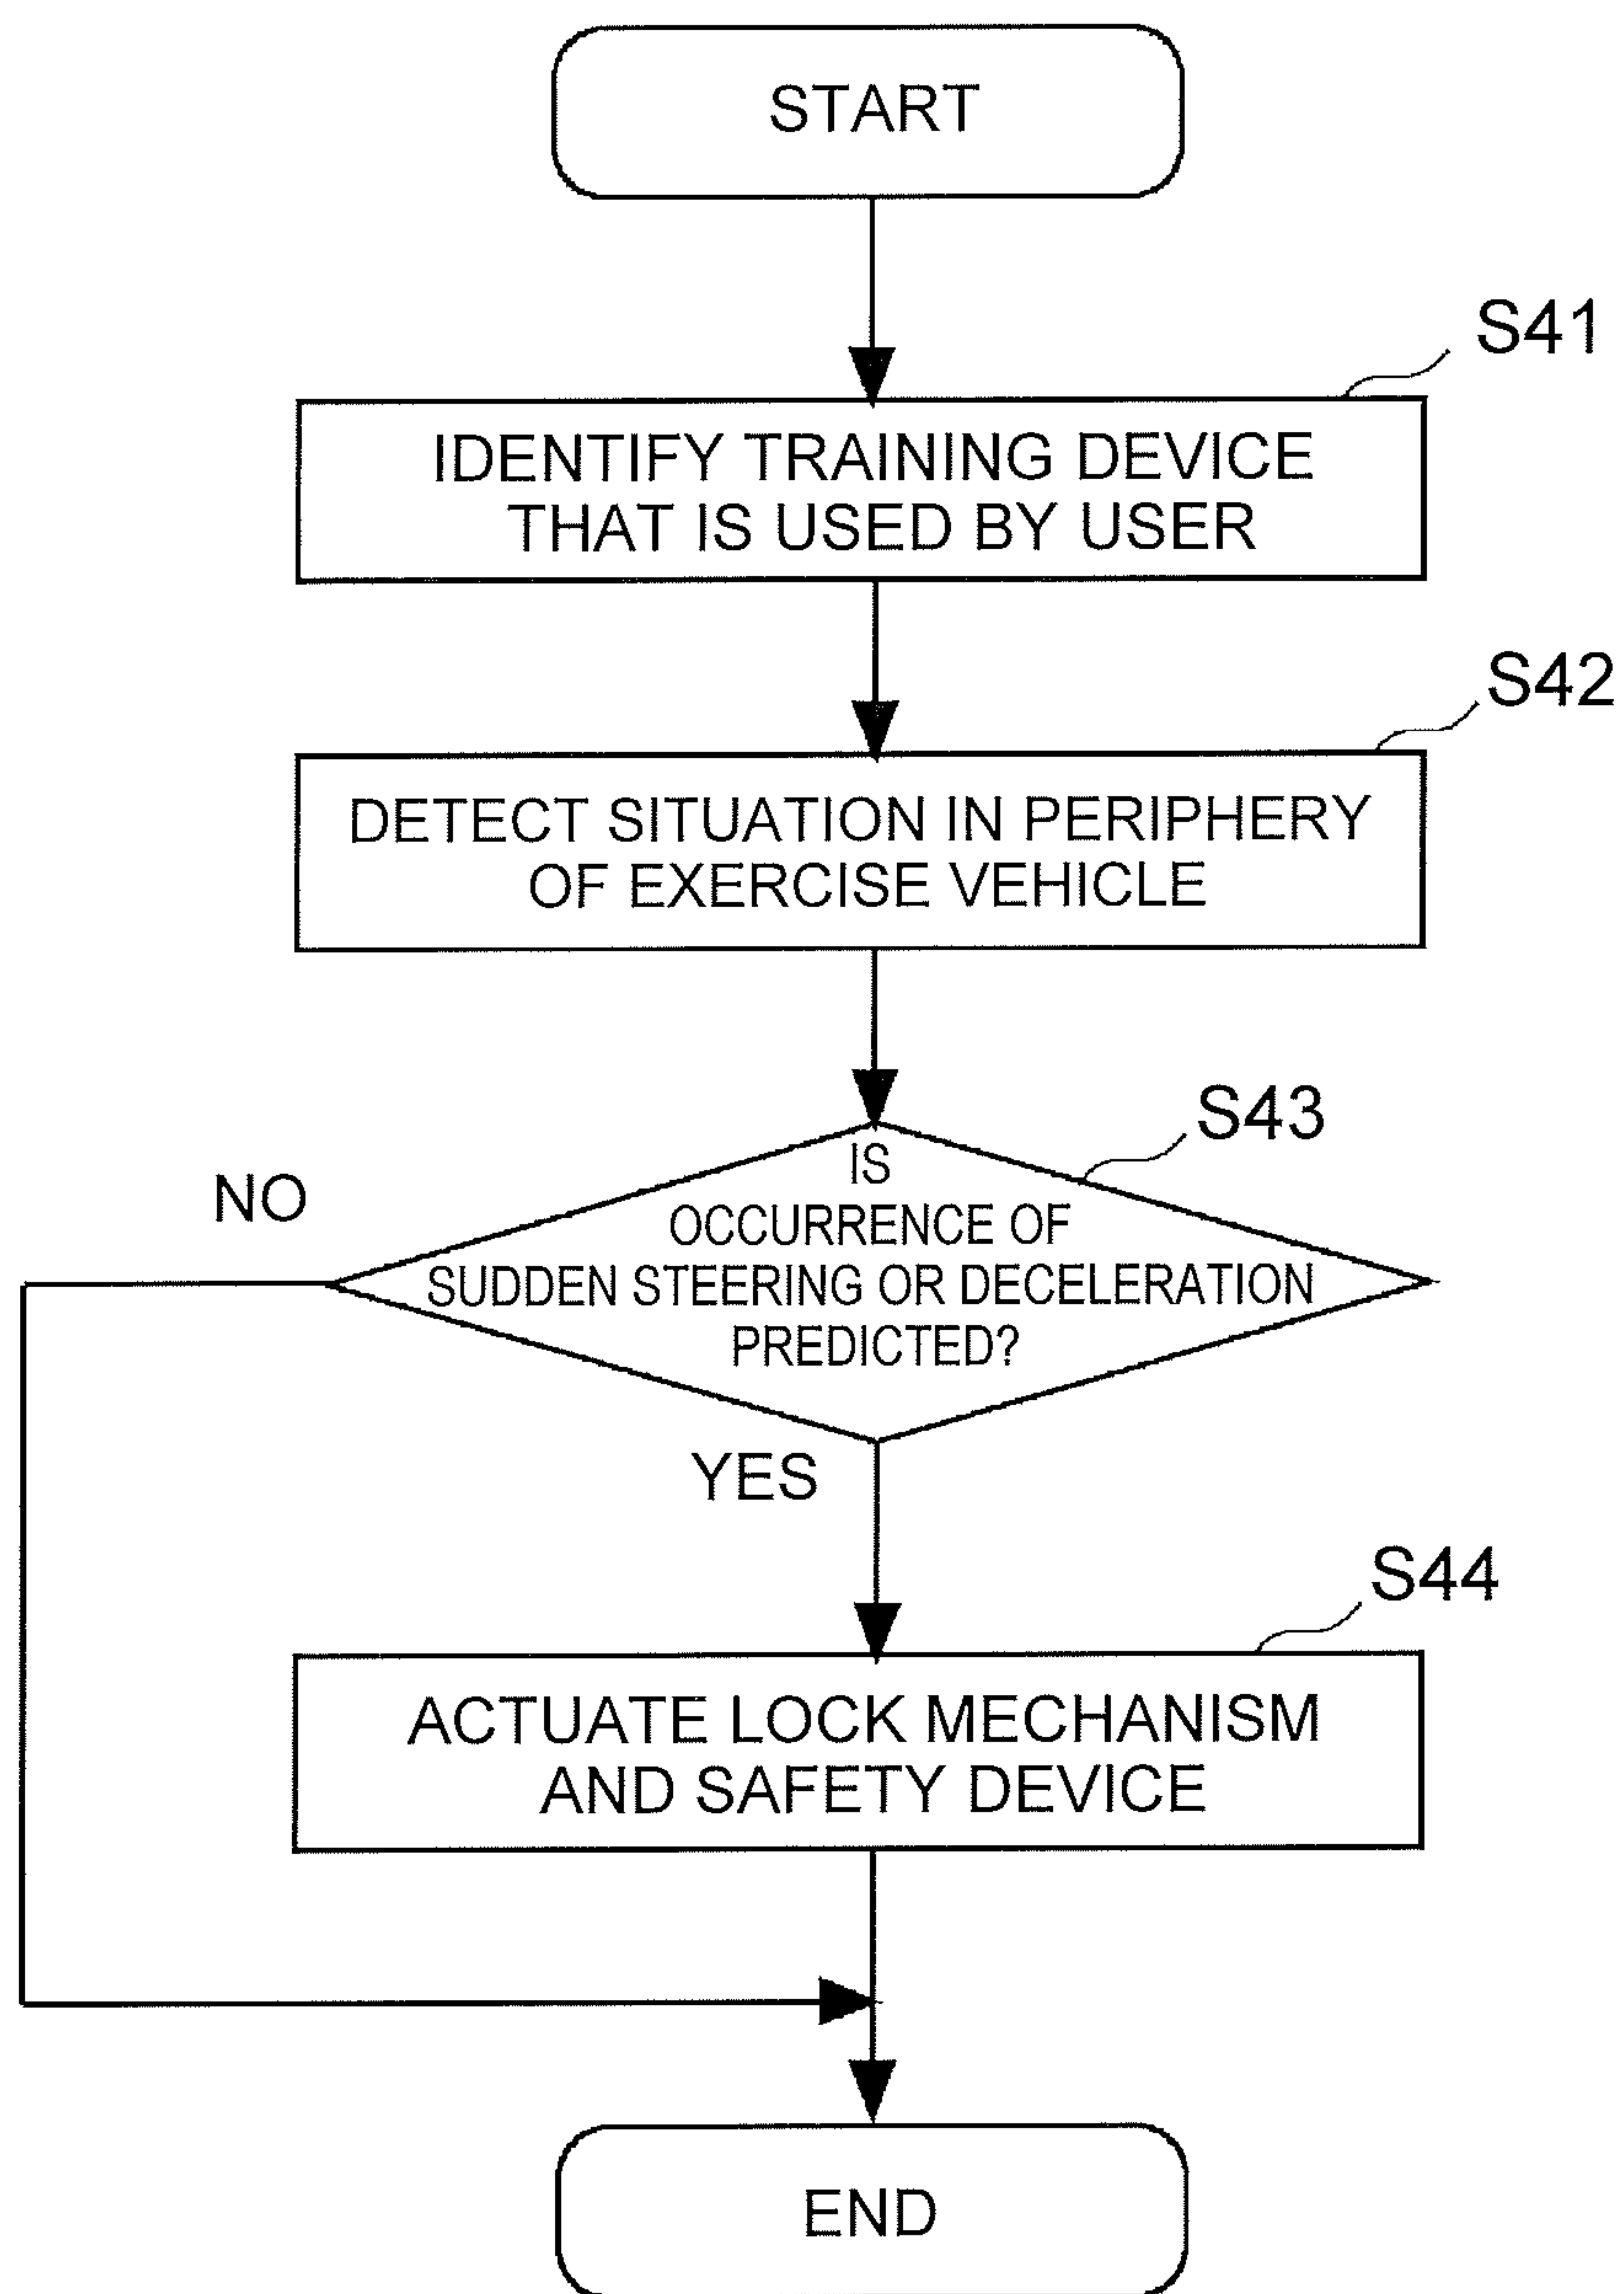 START
S41
IDENTIFY TRAINING DEVICE
THAT IS USED BY USER
S42
DETECT SITUATION IN PERIPHERY
OF EXERCISE VEHICLE
S43
NO
IS
OCCURRENCE OF
SUDDEN STEERING OR DECELERATION
PREDICTED?
YES
S44
ACTUATE LOCK MECHANISM
AND SAFETY DEVICE
END